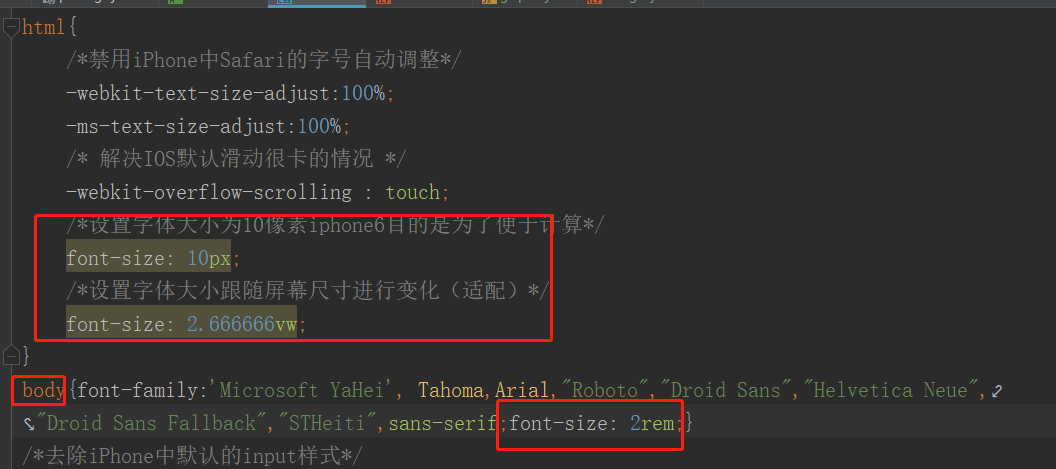 html{
/*禁用iPhone中Safari的字号自动调整*/
-webkit-text-size-adjust:100%;
-ms-text-size-adjust:100%;
/* 解决IOS默认滑动很卡的情况 */
-webkit-overflow-scrolling : touch;
/*设置字体大小为10像素iphone6目的是为了便于计算*/
font-size: 10px;
/*设置字体大小跟随屏幕尺寸进行变化（适配）*/
font-size: 2.666666vw;
}
body{font-family:'Microsoft YaHei', Tahoma,Arial,"Roboto","Droid Sans","Helvetica Neue",
"Droid Sans Fallback","STHeiti",sans-serif;font-size: 2rem;}
/*去除iPhone中默认的input样式*/